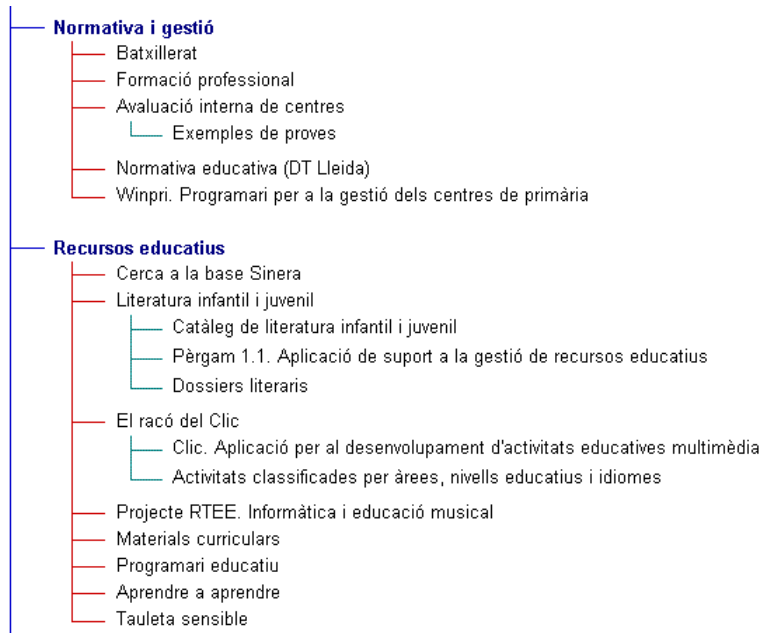 Normativa i gestió
Batxillerat
Formació professional
Avaluació interna de centres
Exemples de proves
Normativa educativa (DT Lleida)
Winpri. Programari per a la gestió dels centres de primària
Recursos educatius
Cerca a la base Sinera
Literatura infantil i juvenil
Catàleg de literatura infantil i juvenil
Pèrgam 1.1. Aplicació de suport a la gestió de recursos educatius
Dossiers literaris
El racó del Clic
Clic. Aplicació per al desenvolupament d'activitats educatives multimèdia
Activitats classificades per àrees, nivells educatius i idiomes
Projecte RTEE. Informàtica i educació musical
Materials curriculars
Programari educatiu
Aprendre a aprendre
Tauleta sensible